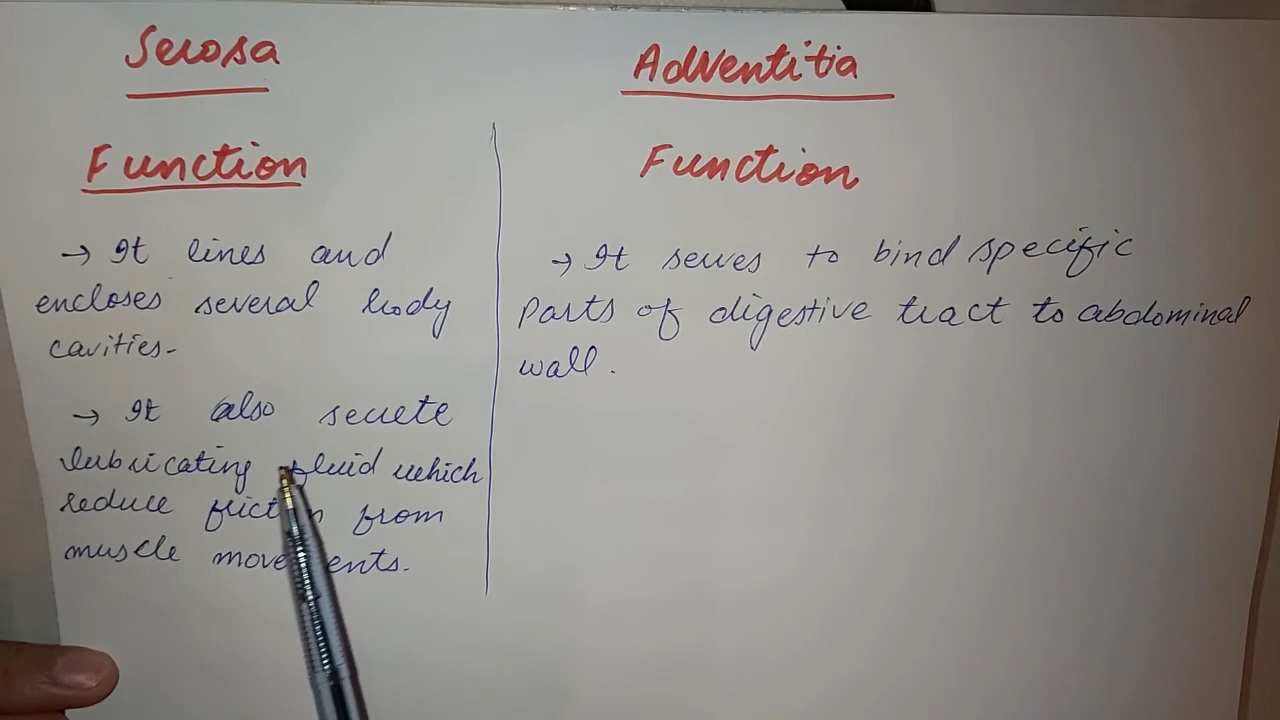 Serosa
Function
→ It lines and
encloses several body
cavities.
→ It also secrete
lubricating fluid which
reduce friction from
muscle movements.
Adventitia
Function
→ It serves to bind specific
parts of digestive tract to abdominal
wall.